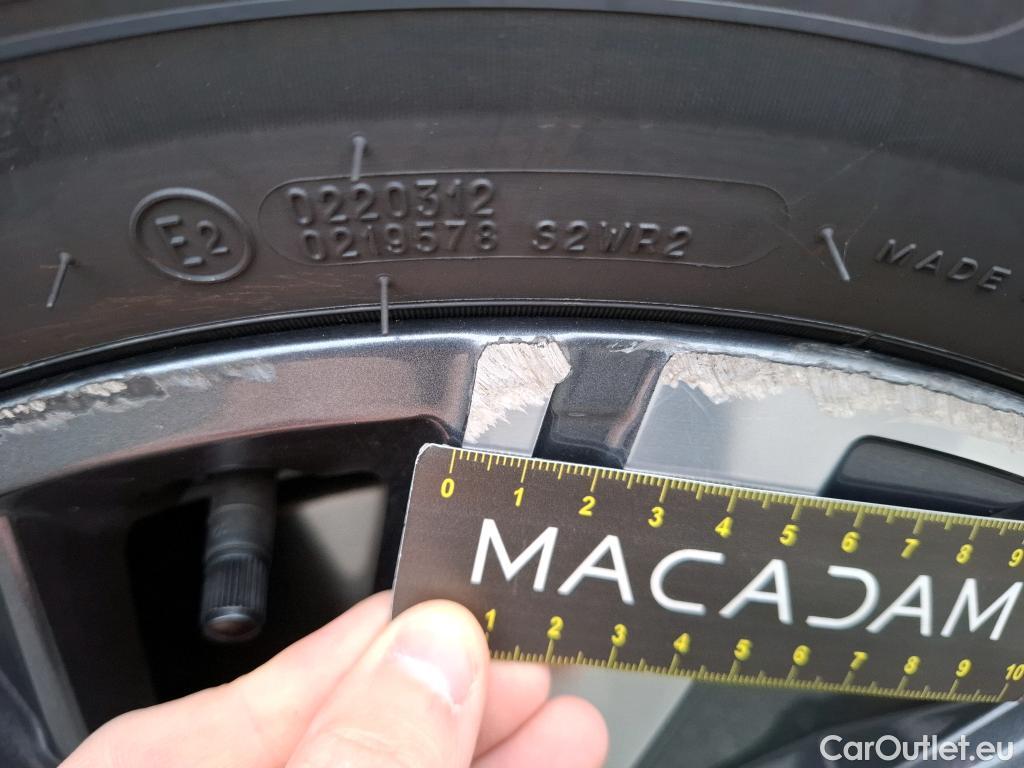 E2
0220312
0219578 S2WR2
MADE
0 1 2 3 4 5 6 7 8 9
MACADAM
1 2 3 4 5 6 7 8 9 10
CarOutlet.eu